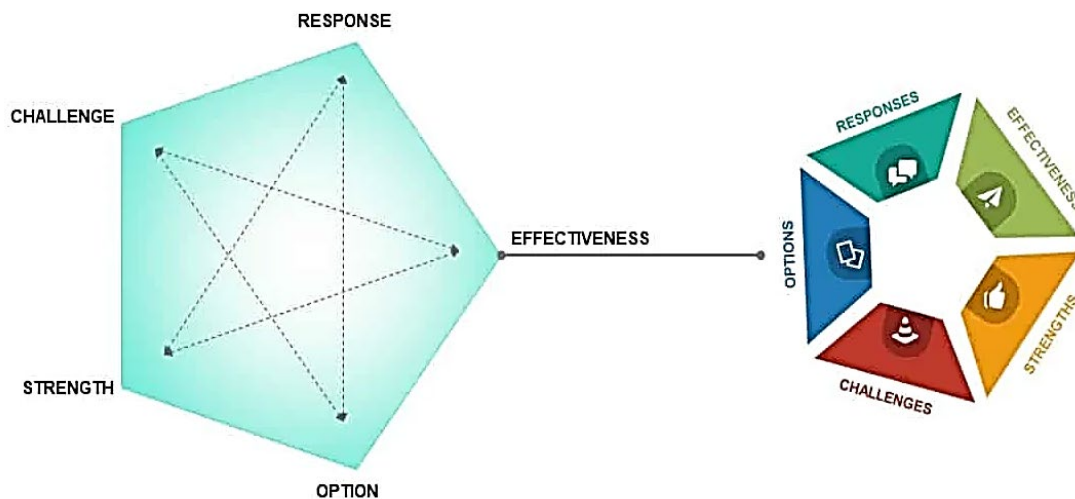 RESPONSE
CHALLENGE
STRENGTH
OPTION
EFFECTIVENESS
RESPONSES
EFFECTIVENESS
OPTIONS
STRENGTHS
CHALLENGES